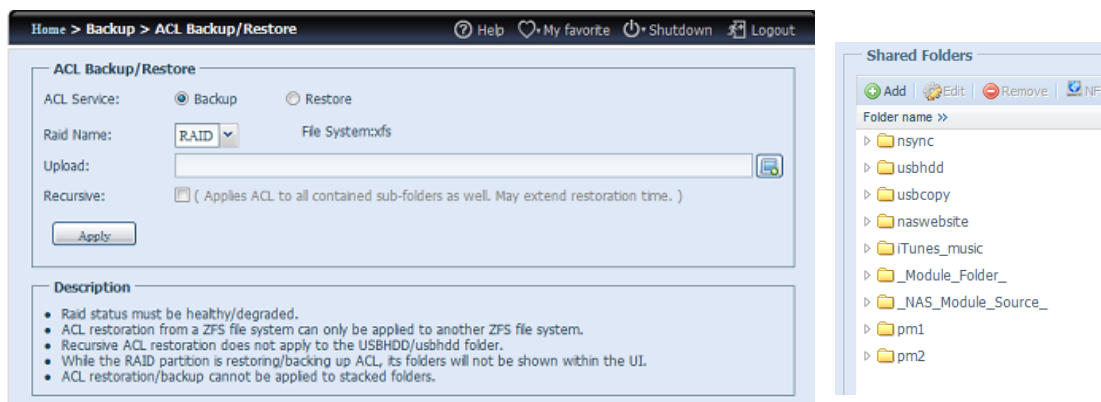 Home > Backup > ACL Backup/Restore
Help My favorite Shutdown Logout
ACL Backup/Restore
ACL Service: Backup Restore
Raid Name: RAID File System:xfs
Upload:
Recursive: ( Applies ACL to all contained sub-folders as well. May extend restoration time. )
Apply
Description
Raid status must be healthy/degraded.
ACL restoration from a ZFS file system can only be applied to another ZFS file system.
Recursive ACL restoration does not apply to the USBHDD/usbhdd folder.
While the RAID partition is restoring/backing up ACL, its folders will not be shown within the UI.
ACL restoration/backup cannot be applied to stacked folders.
Shared Folders
Add Edit Remove NF
Folder name »
nsync
usbhdd
usbcopy
naswebsite
iTunes_music
_Module_Folder_
_NAS_Module_Source_
pm1
pm2